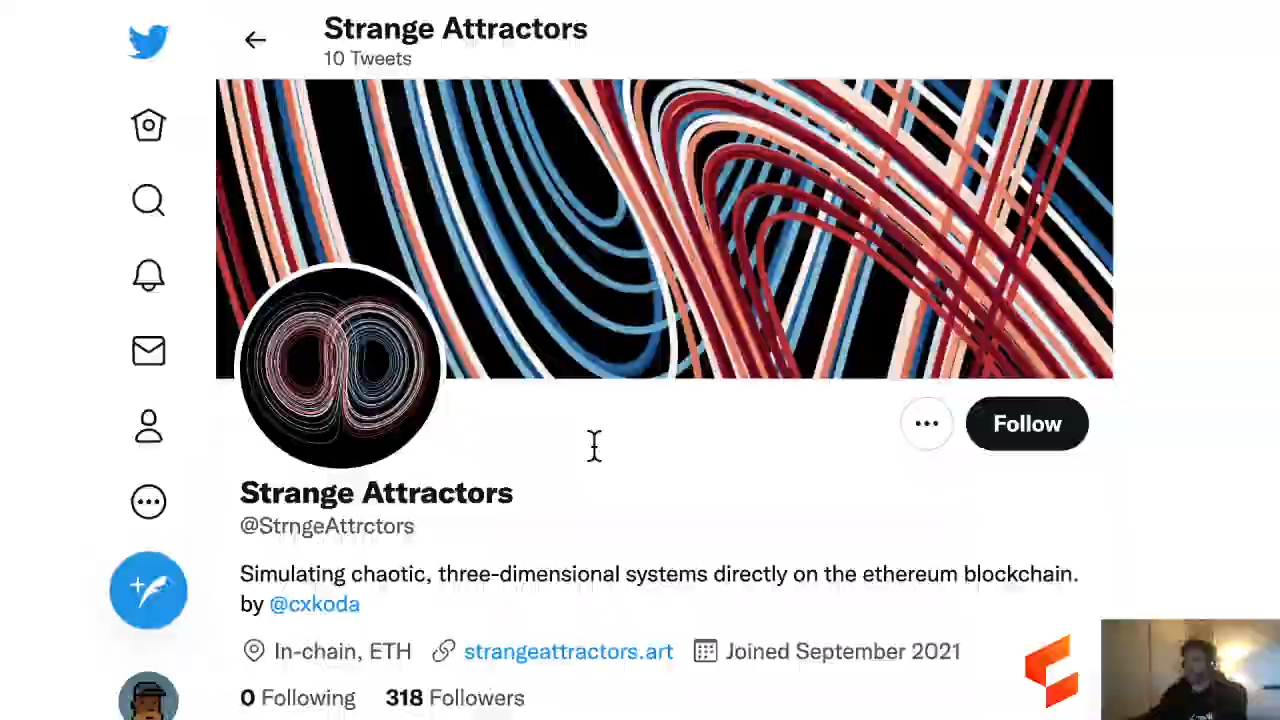 Strange Attractors
10 Tweets
Follow
Strange Attractors
@StrngeAttrctors
Simulating chaotic, three-dimensional systems directly on the ethereum blockchain.
by @cxkoda
In-chain, ETH strangeattractors.art Joined September 2021
0 Following 318 Followers